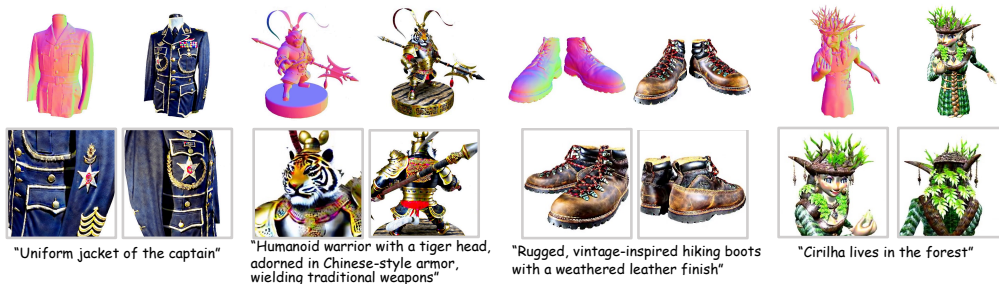 "Uniform jacket of the captain"
"Humanoid warrior with a tiger head,
adorned in Chinese-style armor,
wielding traditional weapons"
"Rugged, vintage-inspired hiking boots
with a weathered leather finish"
"Cirilha lives in the forest"